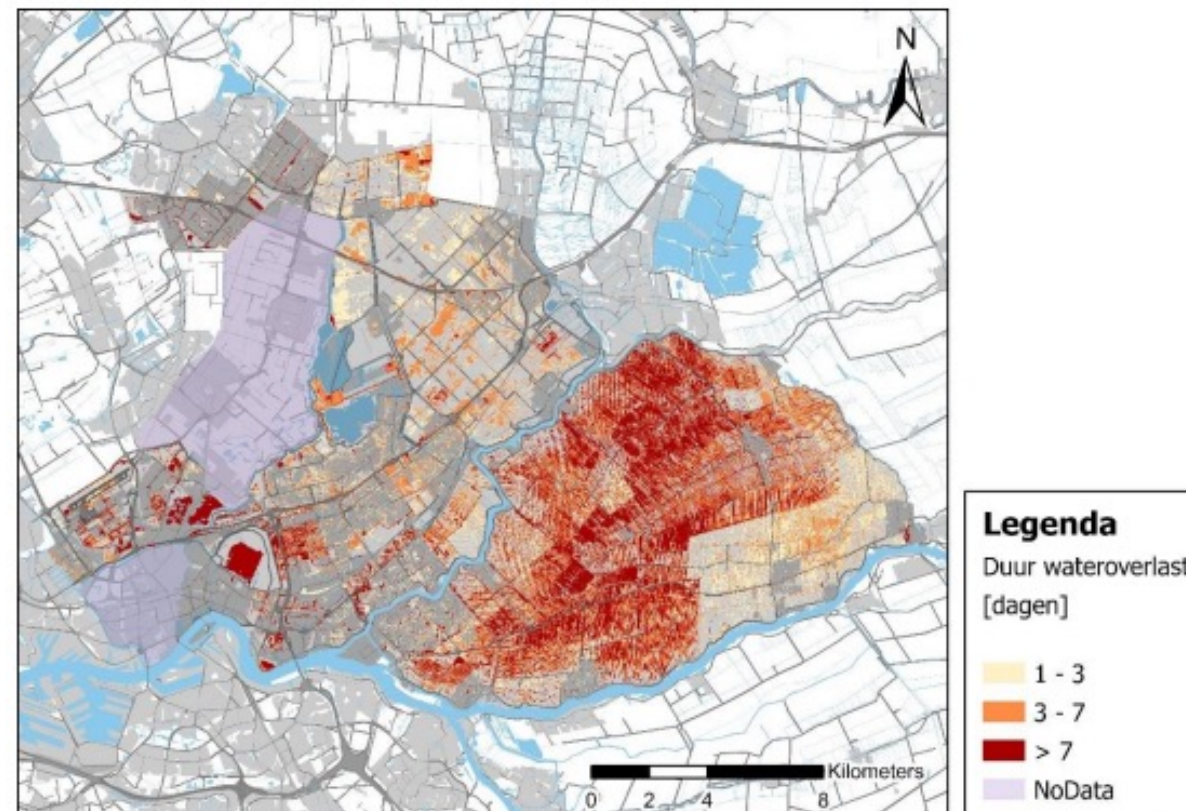 N
Kilometers
0 2 4 8
Legenda
Duur wateroverlast
[dagen]
1 - 3
3 - 7
> 7
NoData